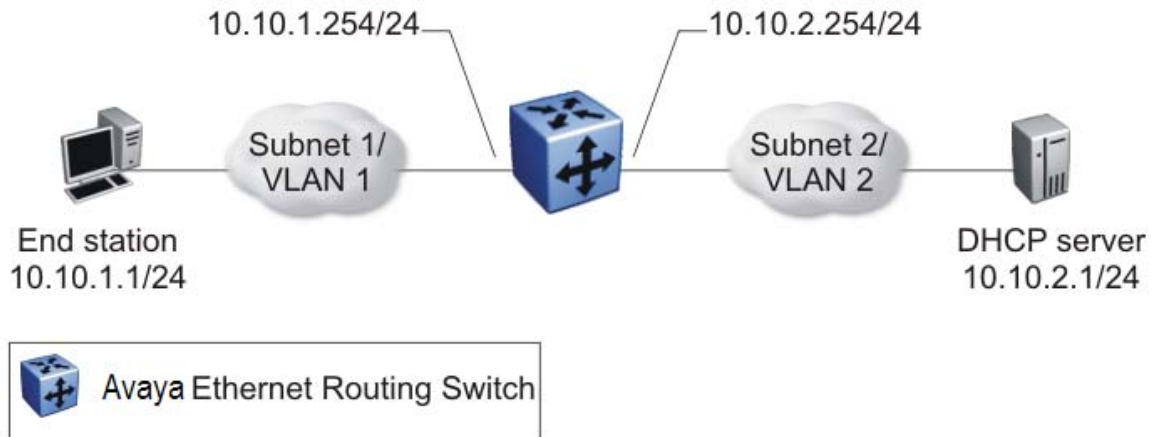 10.10.1.254/24
10.10.2.254/24
Subnet 1/
VLAN 1
Subnet 2/
VLAN 2
End station
10.10.1.1/24
DHCP server
10.10.2.1/24
Avaya Ethernet Routing Switch